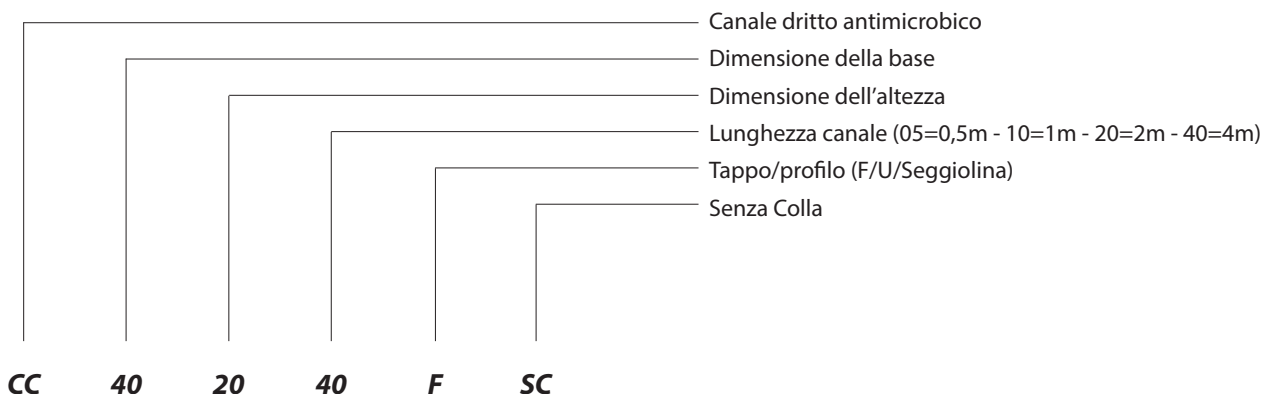 Canale dritto antimicrobico
Dimensione della base
Dimensione dell'altezza
Lunghezza canale (05=0,5m - 10=1m - 20=2m - 40=4m)
Tappo/profilo (F/U/Seggiolina)
Senza Colla
CC 40 20 40 F SC